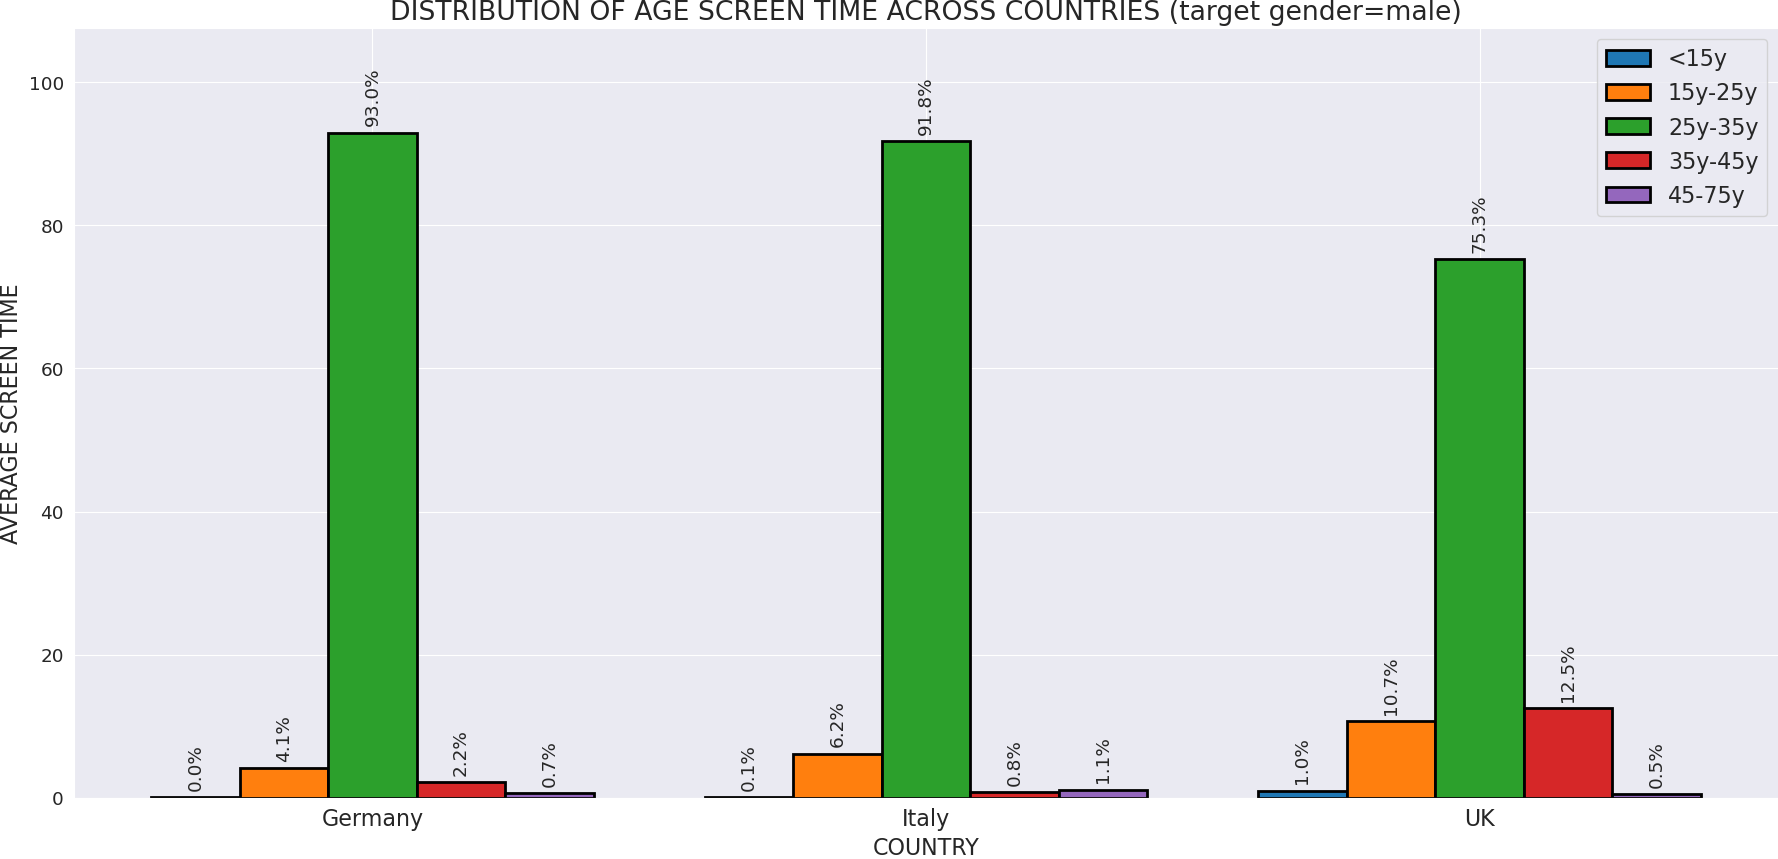 DISTRIBUTION OF AGE SCREEN TIME ACROSS COUNTRIES (target gender=male)
<15y
15y-25y
25y-35y
35y-45y
45-75y
AVERAGE SCREEN TIME
100
80
60
40
20
0
0.0%
4.1%
93.0%
2.2%
0.7%
0.1%
6.2%
91.8%
0.8%
1.1%
1.0%
10.7%
75.3%
12.5%
0.5%
Germany
Italy
UK
COUNTRY